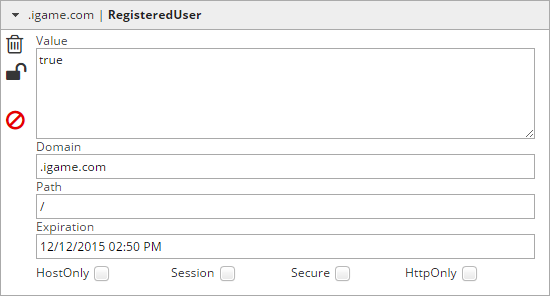 .igame.com | RegisteredUser
Value
true
Domain
.igame.com
Path
/
Expiration
12/12/2015 02:50 PM
HostOnly Session Secure HttpOnly